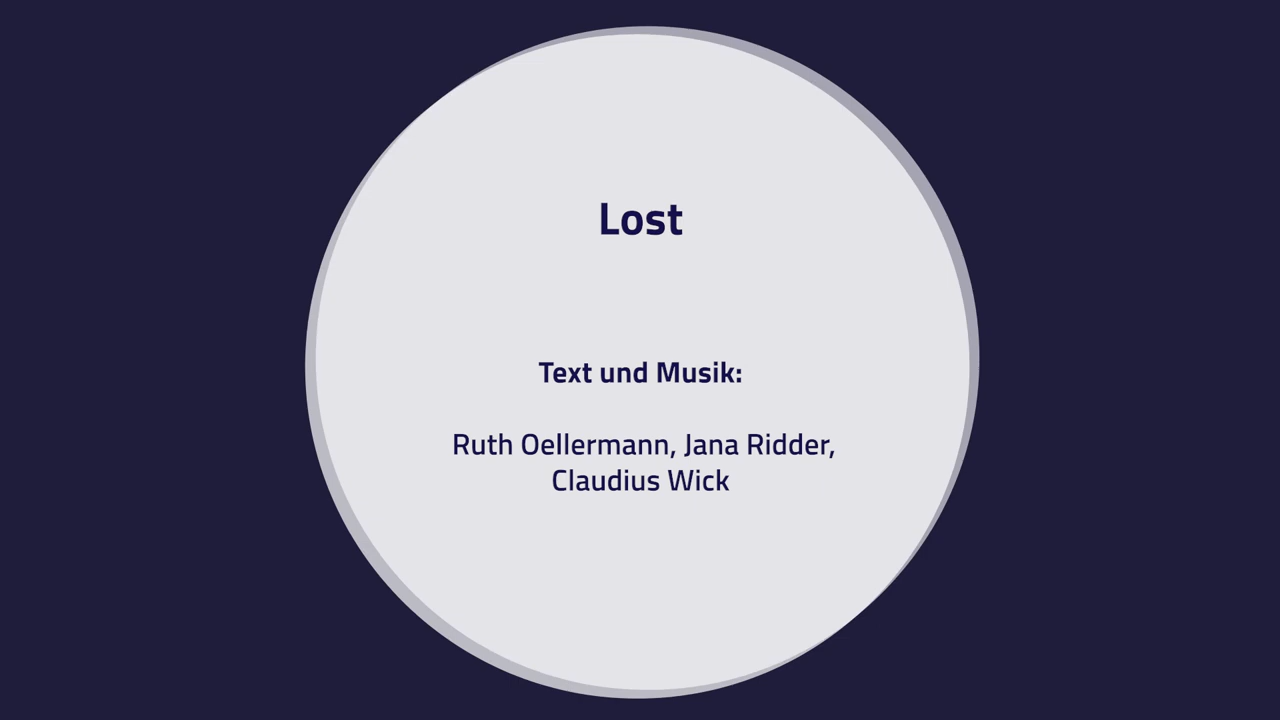 Lost
Text und Musik:
Ruth Oellermann, Jana Ridder,
Claudius Wick